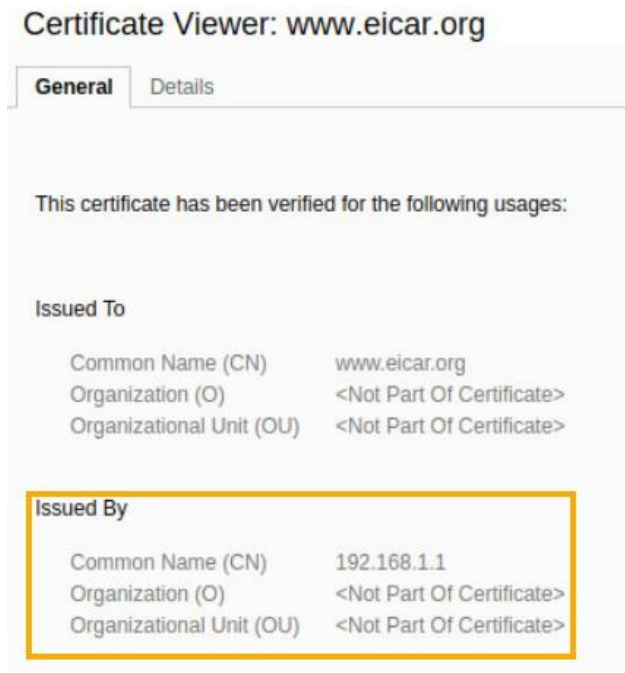 Certificate Viewer: www.eicar.org
General Details
This certificate has been verified for the following usages:
Issued To
Common Name (CN) www.eicar.org
Organization (O) <Not Part Of Certificate>
Organizational Unit (OU) <Not Part Of Certificate>
Issued By
Common Name (CN) 192.168.1.1
Organization (O) <Not Part Of Certificate>
Organizational Unit (OU) <Not Part Of Certificate>